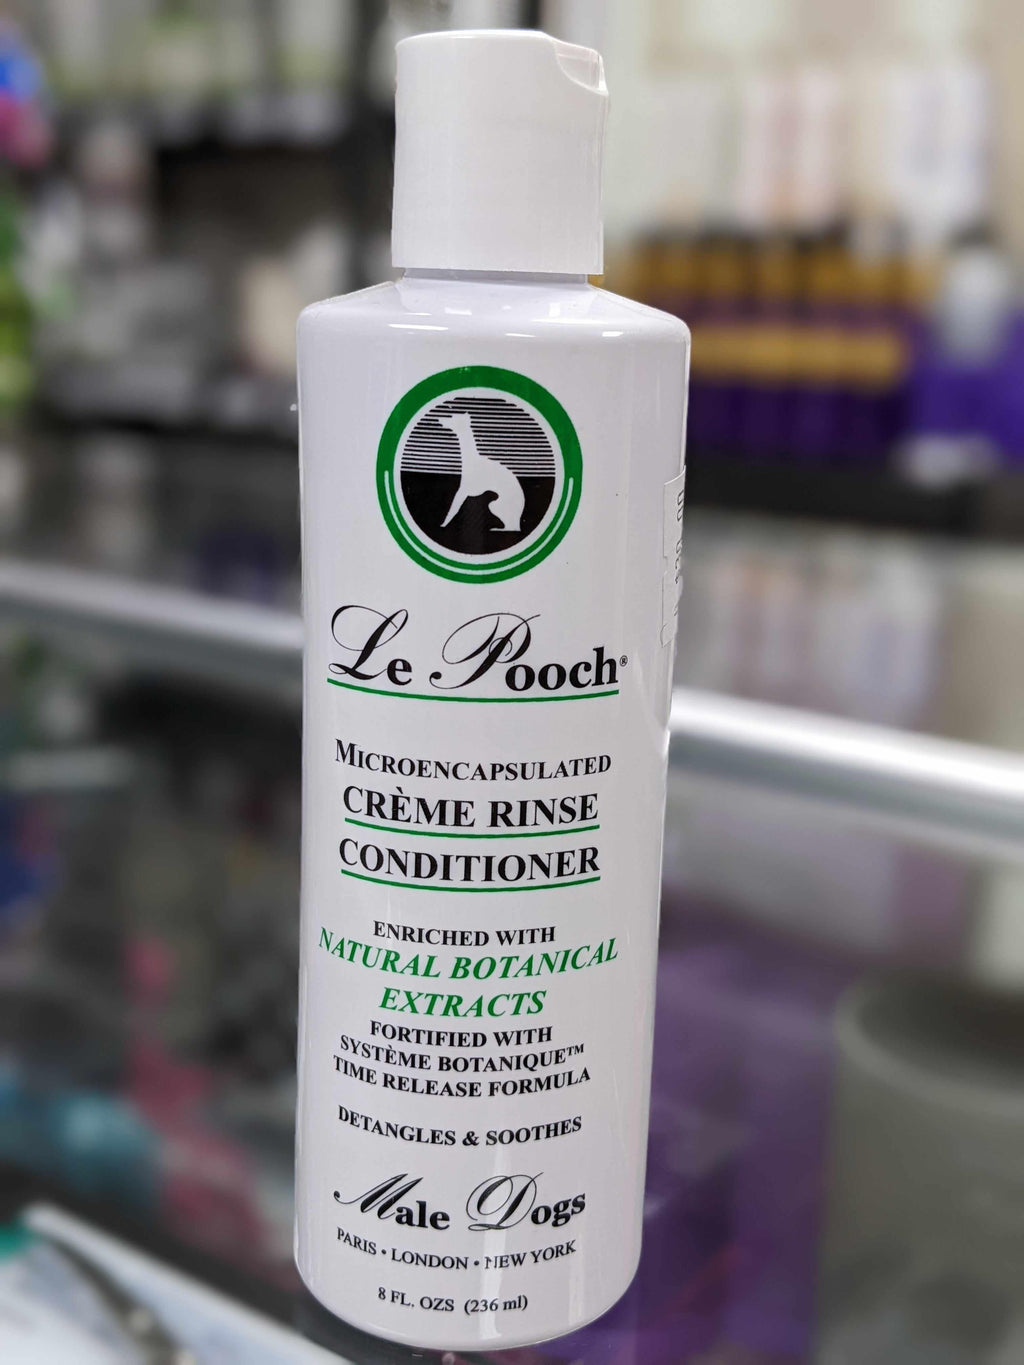 Le Pooch®
MICROENCAPSULATED
CRÈME RINSE
CONDITIONER
ENRICHED WITH
NATURAL BOTANICAL
EXTRACTS
FORTIFIED WITH
SYSTÈME BOTANIQUE™
TIME RELEASE FORMULA
DETANGLES & SOOTHES
Male Dogs
PARIS • LONDON • NEW YORK
8 FL. OZS (236 ml)